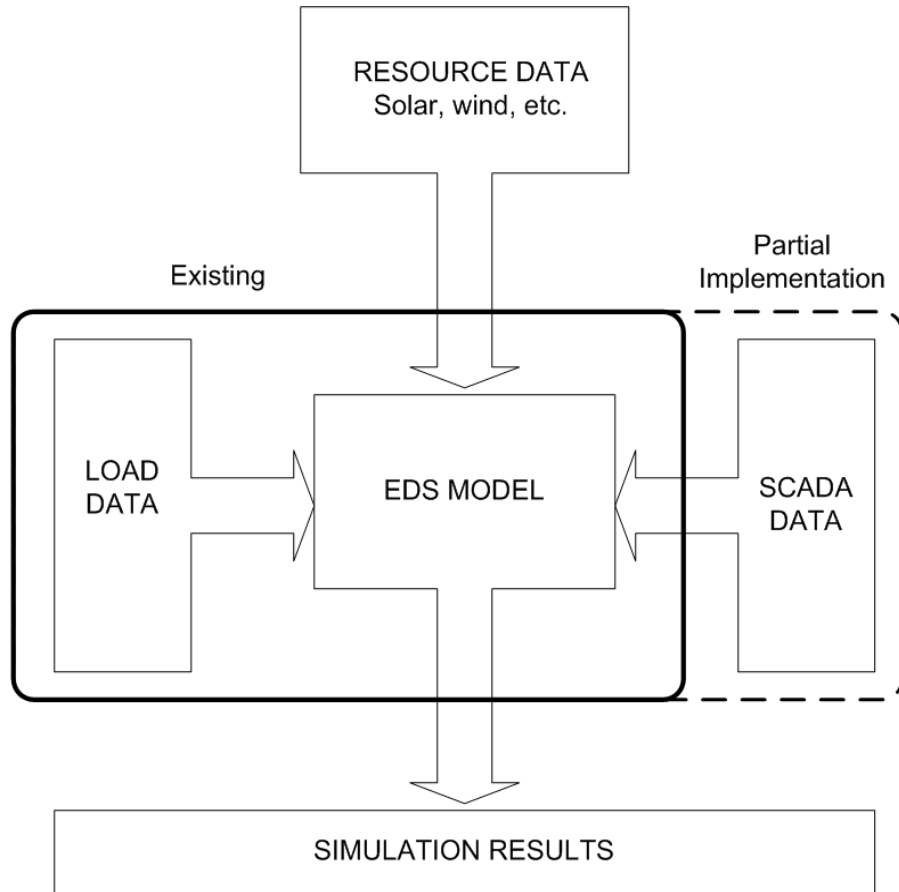 RESOURCE DATA
Solar, wind, etc.
Existing
Partial
Implementation
LOAD
DATA
EDS MODEL
SCADA
DATA
SIMULATION RESULTS